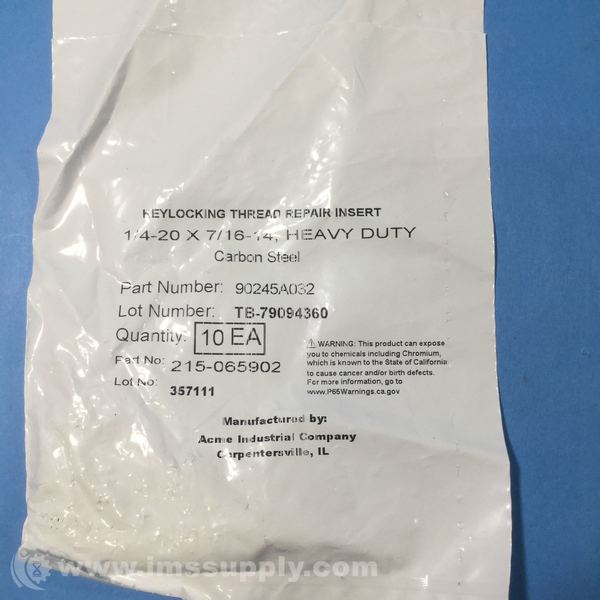 KEYLOCKING THREAD REPAIR INSERT
1/4-20 X 7/16-14, HEAVY DUTY
Carbon Steel
Part Number: 90245A032
Lot Number: TB-79094360
Quantity: 10 EA
Part No: 215-065902
Lot No: 357111
⚠ WARNING: This product can expose
you to chemicals including Chromium,
which is known to the State of California
to cause cancer and/or birth defects.
For more information, go to
www.P65Warnings.ca.gov
Manufactured by:
Acme Industrial Company
Carpentersville, IL
www.imssupply.com